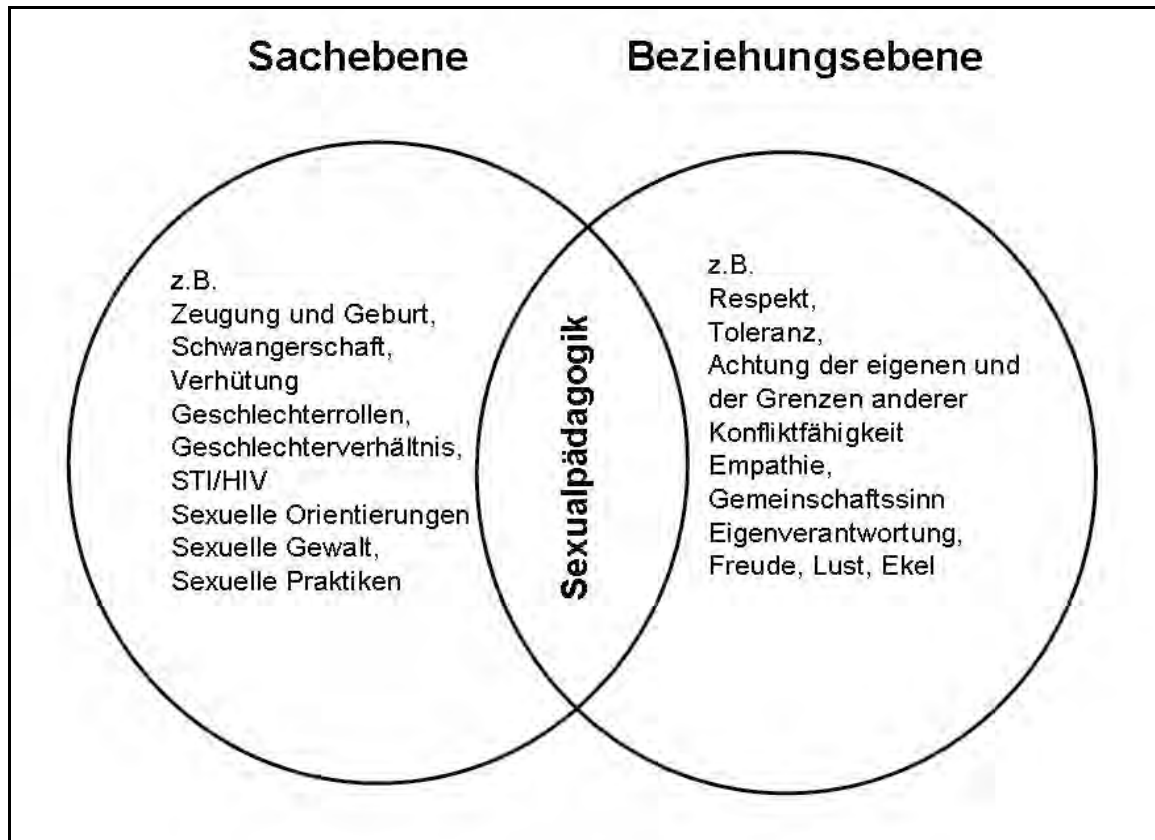 Sachebene
Beziehungsebene
z.B.
Zeugung und Geburt,
Schwangerschaft,
Verhütung
Geschlechterrollen,
Geschlechterverhältnis,
STI/HIV
Sexuelle Orientierungen
Sexuelle Gewalt,
Sexuelle Praktiken
Sexualpädagogik
z.B.
Respekt,
Toleranz,
Achtung der eigenen und
der Grenzen anderer
Konfliktfähigkeit
Empathie,
Gemeinschaftssinn
Eigenverantwortung,
Freude, Lust, Ekel